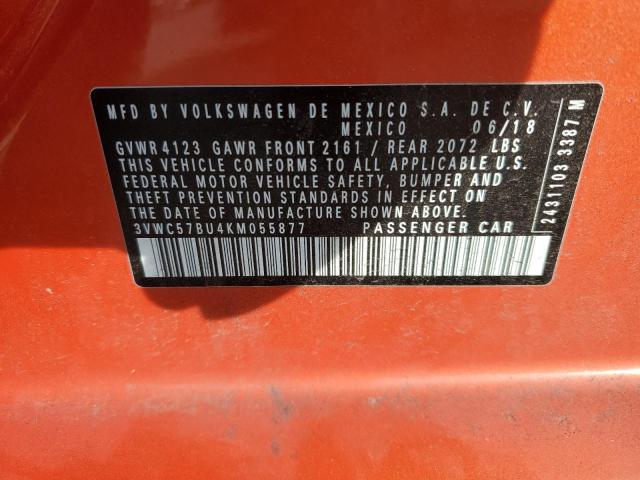 MFD BY VOLKSWAGEN DE MEXICO S.A. DE C.V.
MEXICO 06/18
GVWR 4123 GAWR FRONT 2161 / REAR 2072 LBS
THIS VEHICLE CONFORMS TO ALL APPLICABLE U.S.
FEDERAL MOTOR VEHICLE SAFETY, BUMPER AND
THEFT PREVENTION STANDARDS IN EFFECT ON
THE DATE OF MANUFACTURE SHOWN ABOVE.
3VWC57BU4KM055877 PASSENGER CAR
2431103 3387 M